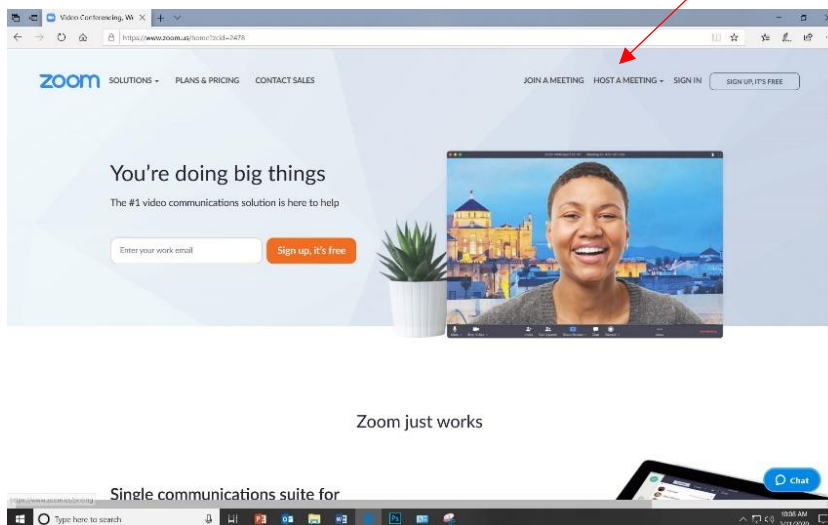 Video Conferencing, W
https://www.zoom.us/home?zcid=2478
zoom SOLUTIONS PLANS & PRICING CONTACT SALES JOIN A MEETING HOST A MEETING SIGN IN SIGN UP, IT'S FREE
You're doing big things
The #1 video communications solution is here to help
Enter your work email Sign up, it's free
Zoom just works
Chat
Single communications suite for
Type here to search
10:08 AM
3/11/2020